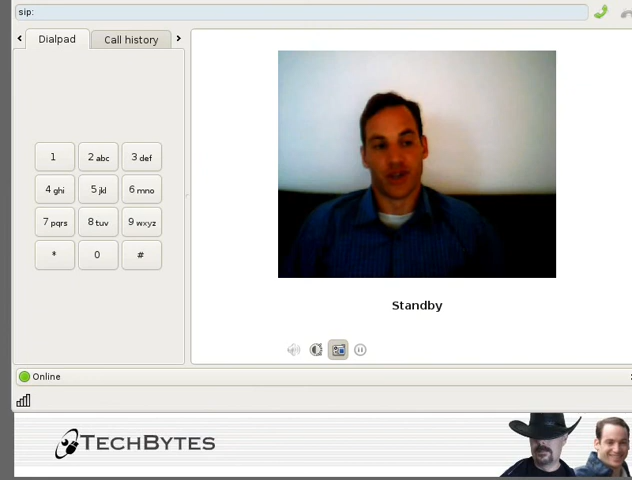 sip:
Dialpad
Call history
1
2 abc
3 def
4 ghi
5 jkl
6 mno
7 pqrs
8 tuv
9 wxyz
*
0
#
Standby
Online
TECHBYTES